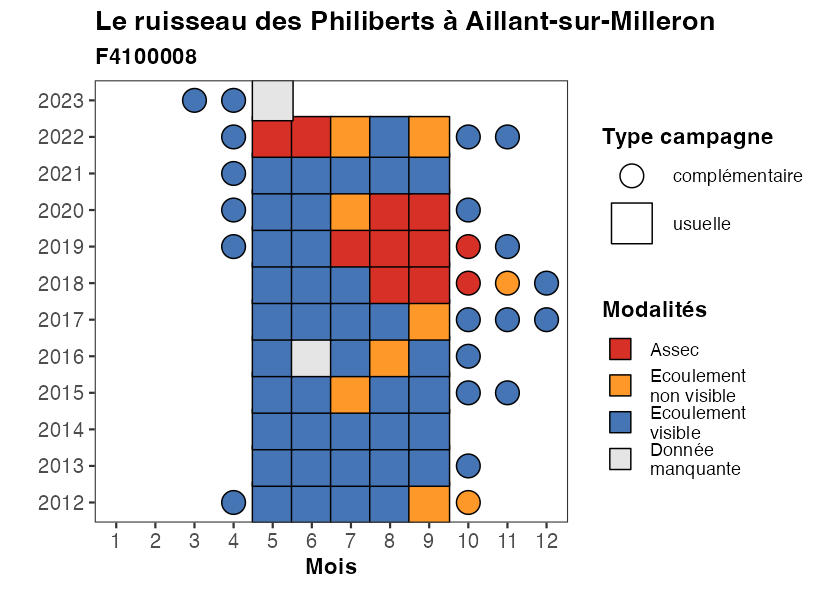 Le ruisseau des Philiberts à Aillant-sur-Milleron
F4100008
2023
2022
2021
2020
2019
2018
2017
2016
2015
2014
2013
2012
1 2 3 4 5 6 7 8 9 10 11 12
Mois
Type campagne
complémentaire
usuelle
Modalités
Assec
Ecoulement
non visible
Ecoulement
visible
Donnée
manquante